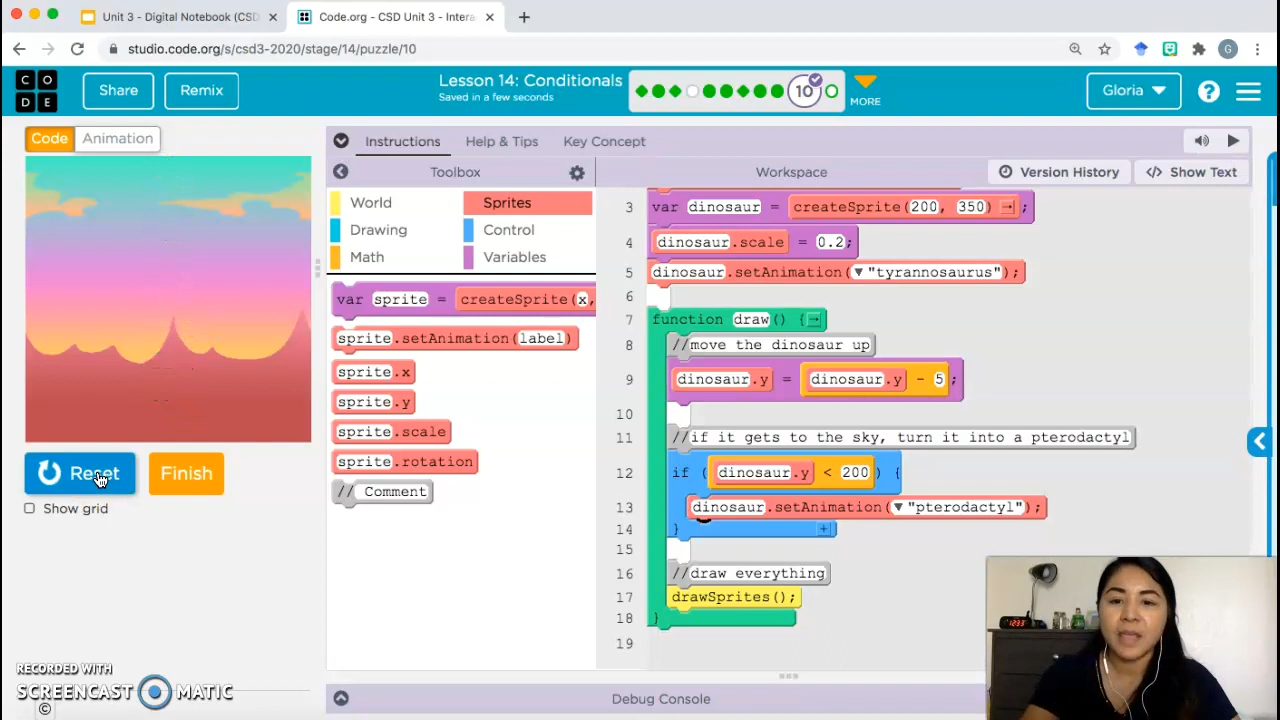 Unit 3 - Digital Notebook (CSD
Code.org - CSD Unit 3 - Intera
studio.code.org/s/csd3-2020/stage/14/puzzle/10
G
C O
D E
Share
Remix
Lesson 14: Conditionals
Saved in a few seconds
10
MORE
Gloria
?
Code
Animation
Instructions
Help & Tips
Key Concept
Toolbox
Workspace
Version History
</> Show Text
World
Sprites
Drawing
Control
Math
Variables
var sprite = createSprite(x,
sprite.setAnimation(label)
sprite.x
sprite.y
sprite.scale
sprite.rotation
// Comment
3 var dinosaur = createSprite(200, 350) ;
4 dinosaur.scale = 0.2;
5 dinosaur.setAnimation("tyrannosaurus");
6
7 function draw() {
8 //move the dinosaur up
9 dinosaur.y = dinosaur.y - 5;
10
11 //if it gets to the sky, turn it into a pterodactyl
12 if (dinosaur.y < 200) {
13 dinosaur.setAnimation("pterodactyl");
14 }
15
16 //draw everything
17 drawSprites();
18 }
19
Reset
Finish
Show grid
Debug Console
RECORDED WITH
SCREENCAST MATIC
©